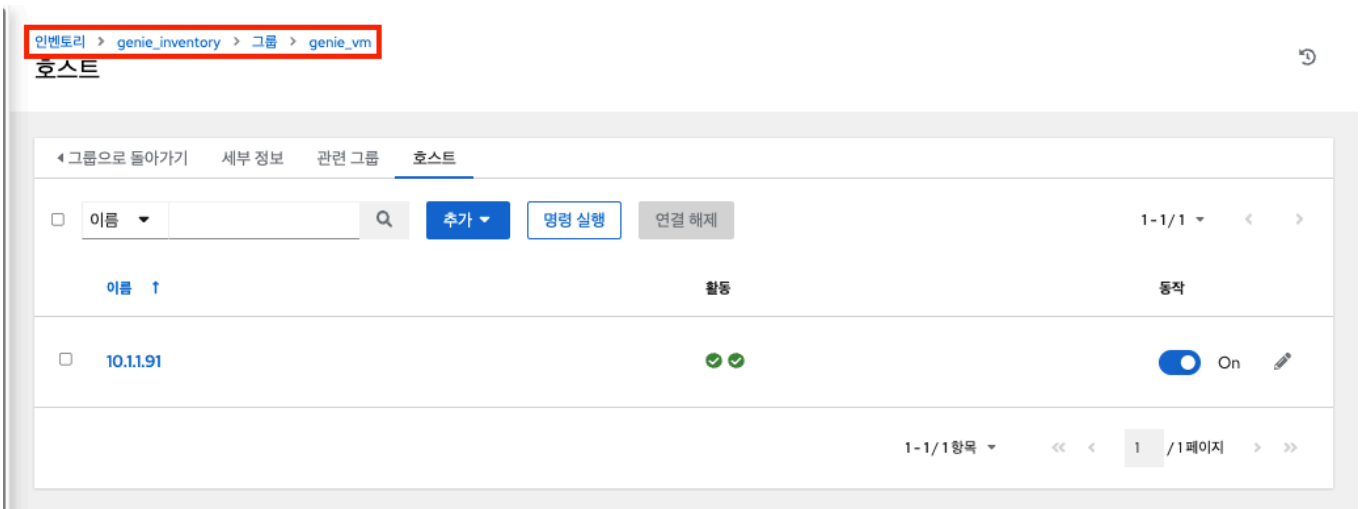 인벤토리 > genie_inventory > 그룹 > genie_vm
호스트
그룹으로 돌아가기 세부 정보 관련 그룹 호스트
이름 추가 명령 실행 연결 해제 1-1/1
이름 활동 동작
10.1.1.91 On
1-1/1항목 1 /1페이지